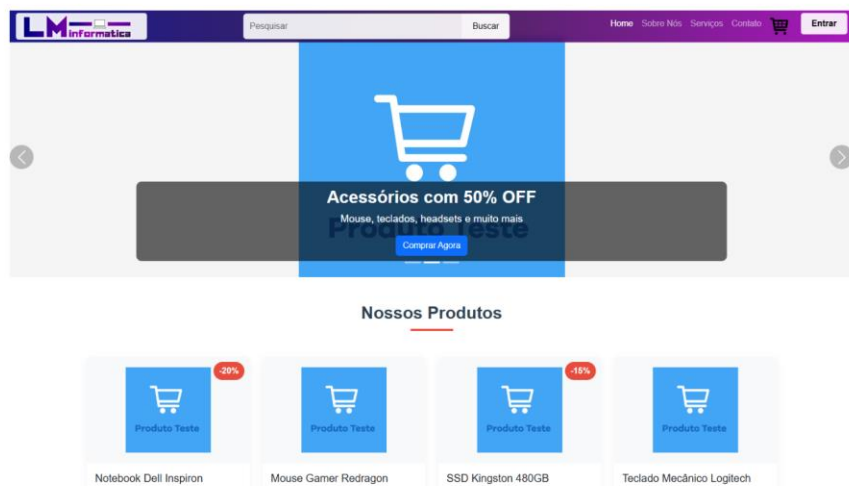 LM informatica
Pesquisar
Buscar
Home Sobre Nós Serviços Contato
Entrar
Acessórios com 50% OFF
Mouse, teclados, headsets e muito mais
Produto Teste
Comprar Agora
Nossos Produtos
-20%
-15%
Produto Teste
Produto Teste
Produto Teste
Produto Teste
Notebook Dell Inspiron
Mouse Gamer Redragon
SSD Kingston 480GB
Teclado Mecânico Logitech